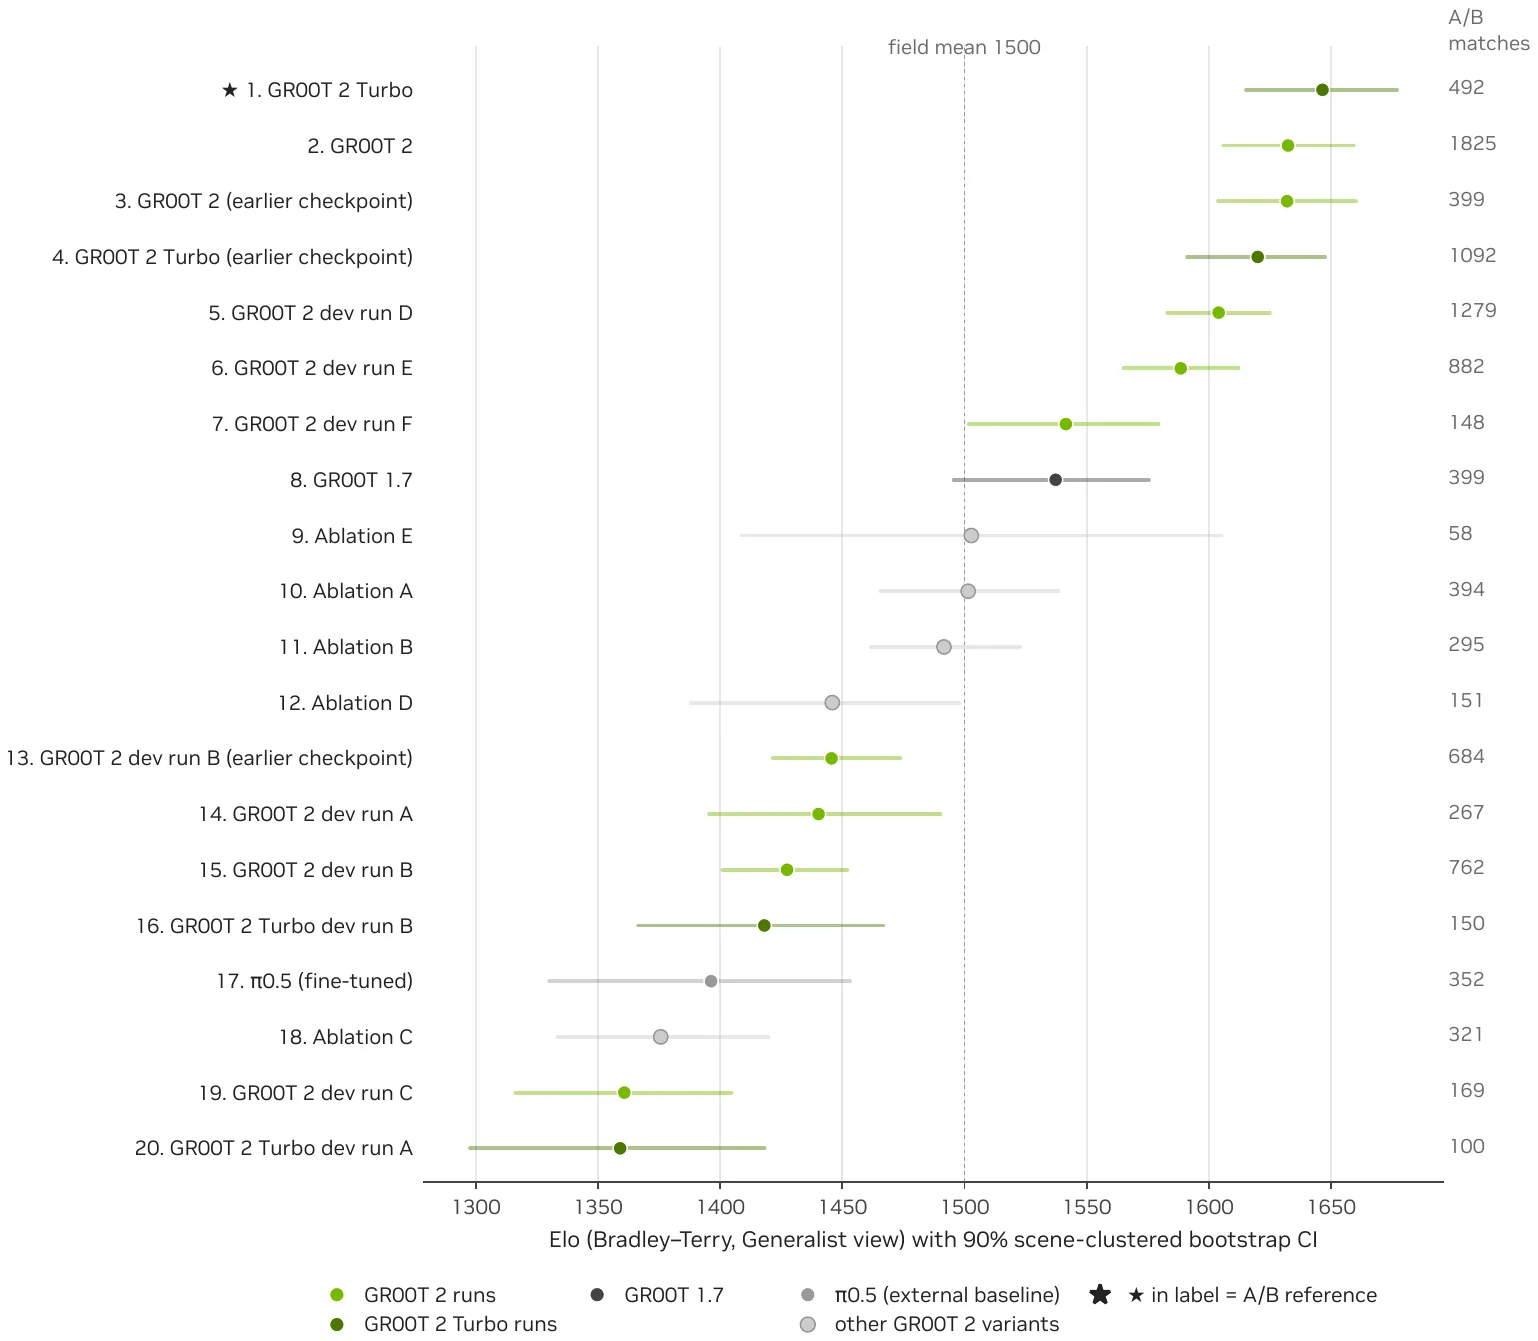 A/B
matches
field mean 1500
★ 1. GR00T 2 Turbo 492
2. GR00T 2 1825
3. GR00T 2 (earlier checkpoint) 399
4. GR00T 2 Turbo (earlier checkpoint) 1092
5. GR00T 2 dev run D 1279
6. GR00T 2 dev run E 882
7. GR00T 2 dev run F 148
8. GR00T 1.7 399
9. Ablation E 58
10. Ablation A 394
11. Ablation B 295
12. Ablation D 151
13. GR00T 2 dev run B (earlier checkpoint) 684
14. GR00T 2 dev run A 267
15. GR00T 2 dev run B 762
16. GR00T 2 Turbo dev run B 150
17. π0.5 (fine-tuned) 352
18. Ablation C 321
19. GR00T 2 dev run C 169
20. GR00T 2 Turbo dev run A 100
1300 1350 1400 1450 1500 1550 1600 1650
Elo (Bradley–Terry, Generalist view) with 90% scene-clustered bootstrap CI
GR00T 2 runs GR00T 1.7 π0.5 (external baseline) ★ in label = A/B reference
GR00T 2 Turbo runs other GR00T 2 variants